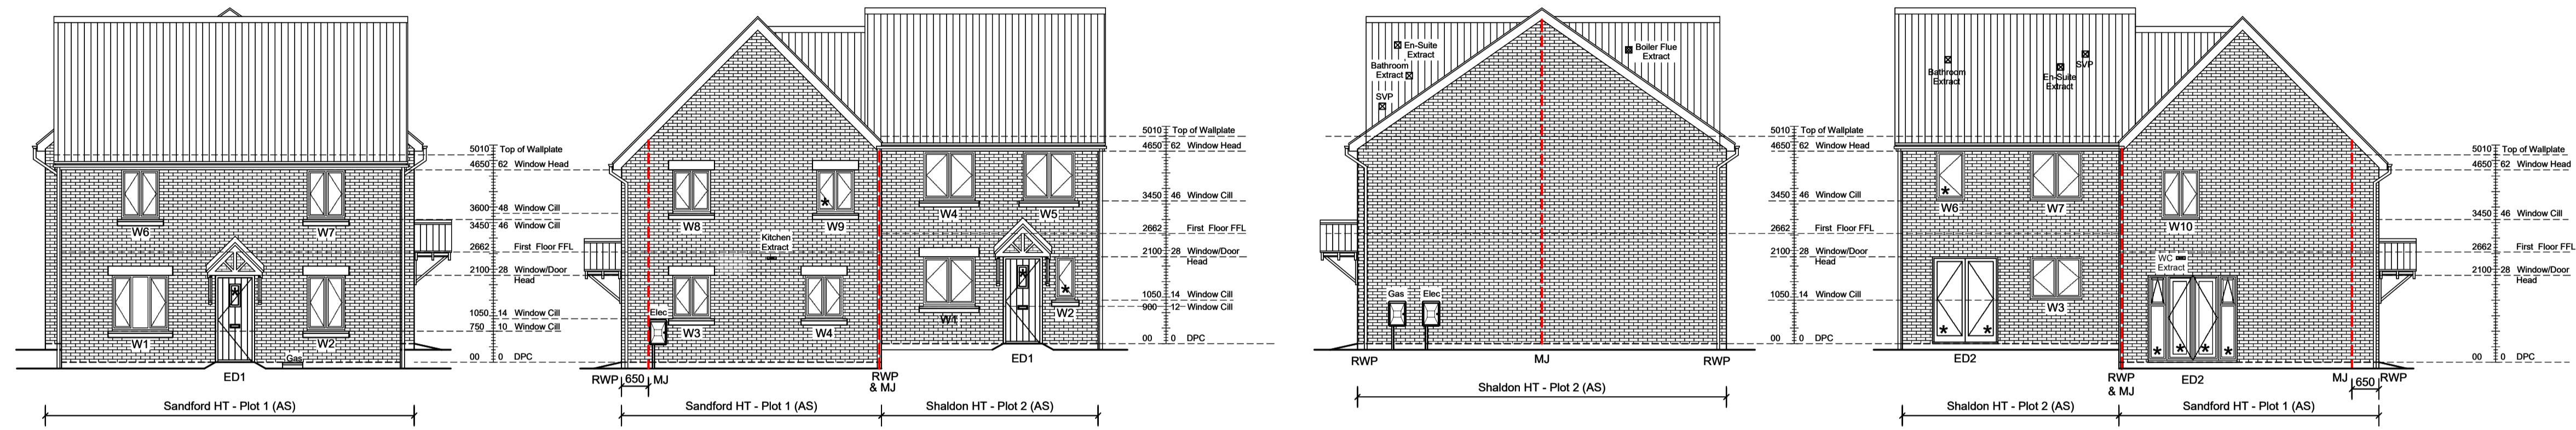 W6
W7
W1
W2
ED1
Gas
Sandford HT - Plot 1 (AS)
5010 Top of Wallplate
4650 62 Window Head
3600 48 Window Cill
3450 46 Window Cill
2662 First Floor FFL
2100 28 Window/Door
Head
1050 14 Window Cill
750 10 Window Cill
00 0 DPC
W8
W9
Kitchen
Extract
Elec
W3
W4
RWP 650 MJ
RWP
& MJ
Sandford HT - Plot 1 (AS)
W4
W5
W1
W2
ED1
Shaldon HT - Plot 2 (AS)
5010 Top of Wallplate
4650 62 Window Head
3450 46 Window Cill
2662 First Floor FFL
2100 28 Window/Door
Head
1050 14 Window Cill
900 12 Window Cill
00 0 DPC
En-Suite
Extract
Bathroom
Extract
SVP
Boiler Flue
Extract
Gas
Elec
RWP
MJ
RWP
Shaldon HT - Plot 2 (AS)
5010 Top of Wallplate
4650 62 Window Head
3450 46 Window Cill
2662 First Floor FFL
2100 28 Window/Door
Head
1050 14 Window Cill
00 0 DPC
Bathroom
Extract
En-Suite
Extract
SVP
W6
W7
W3
ED2
Shaldon HT - Plot 2 (AS)
W10
WC
Extract
RWP
& MJ
ED2
MJ 650 RWP
Sandford HT - Plot 1 (AS)
5010 Top of Wallplate
4650 62 Window Head
3450 46 Window Cill
2662 First Floor FFL
2100 28 Window/Door
Head
00 0 DPC